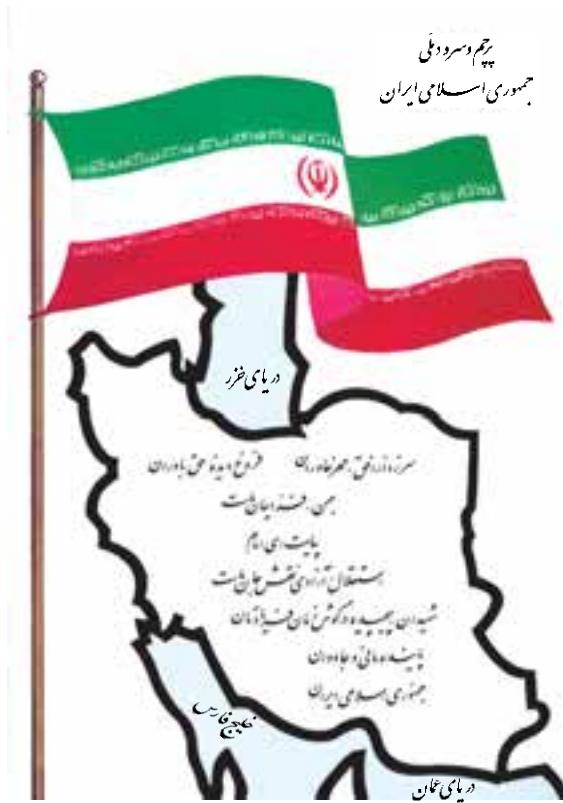 پرچم و سرود ملّی
جمهوری اسلامی ایران
دریای خزر
سر زد از افق مهر خاوران فروغ دیدهٔ حق باوران
بهمن فرّ ایمان ماست
پیامت ای امام
استقلال آزادی نقش جان ماست
شهیدان پیچیده در گوش زمان فریادتان
پاینده مانی و جاودان
جمهوری اسلامی ایران
خلیج فارس
دریای عمان